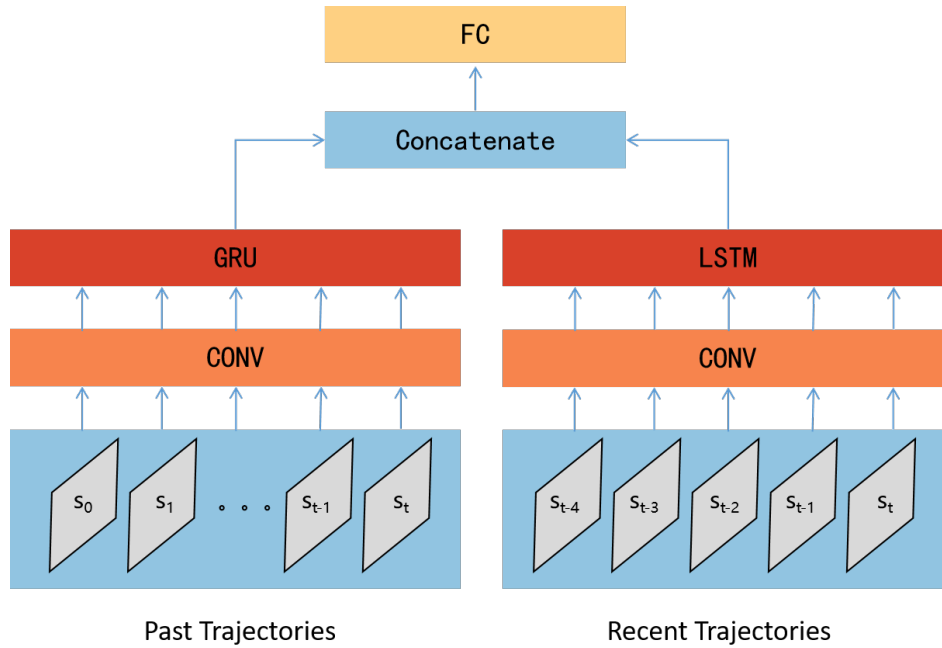 FC
Concatenate
GRU
LSTM
CONV
CONV
S₀ S₁ 。 。 。 Sₜ₋₁ Sₜ
Sₜ₋₄ Sₜ₋₃ Sₜ₋₂ Sₜ₋₁ Sₜ
Past Trajectories
Recent Trajectories